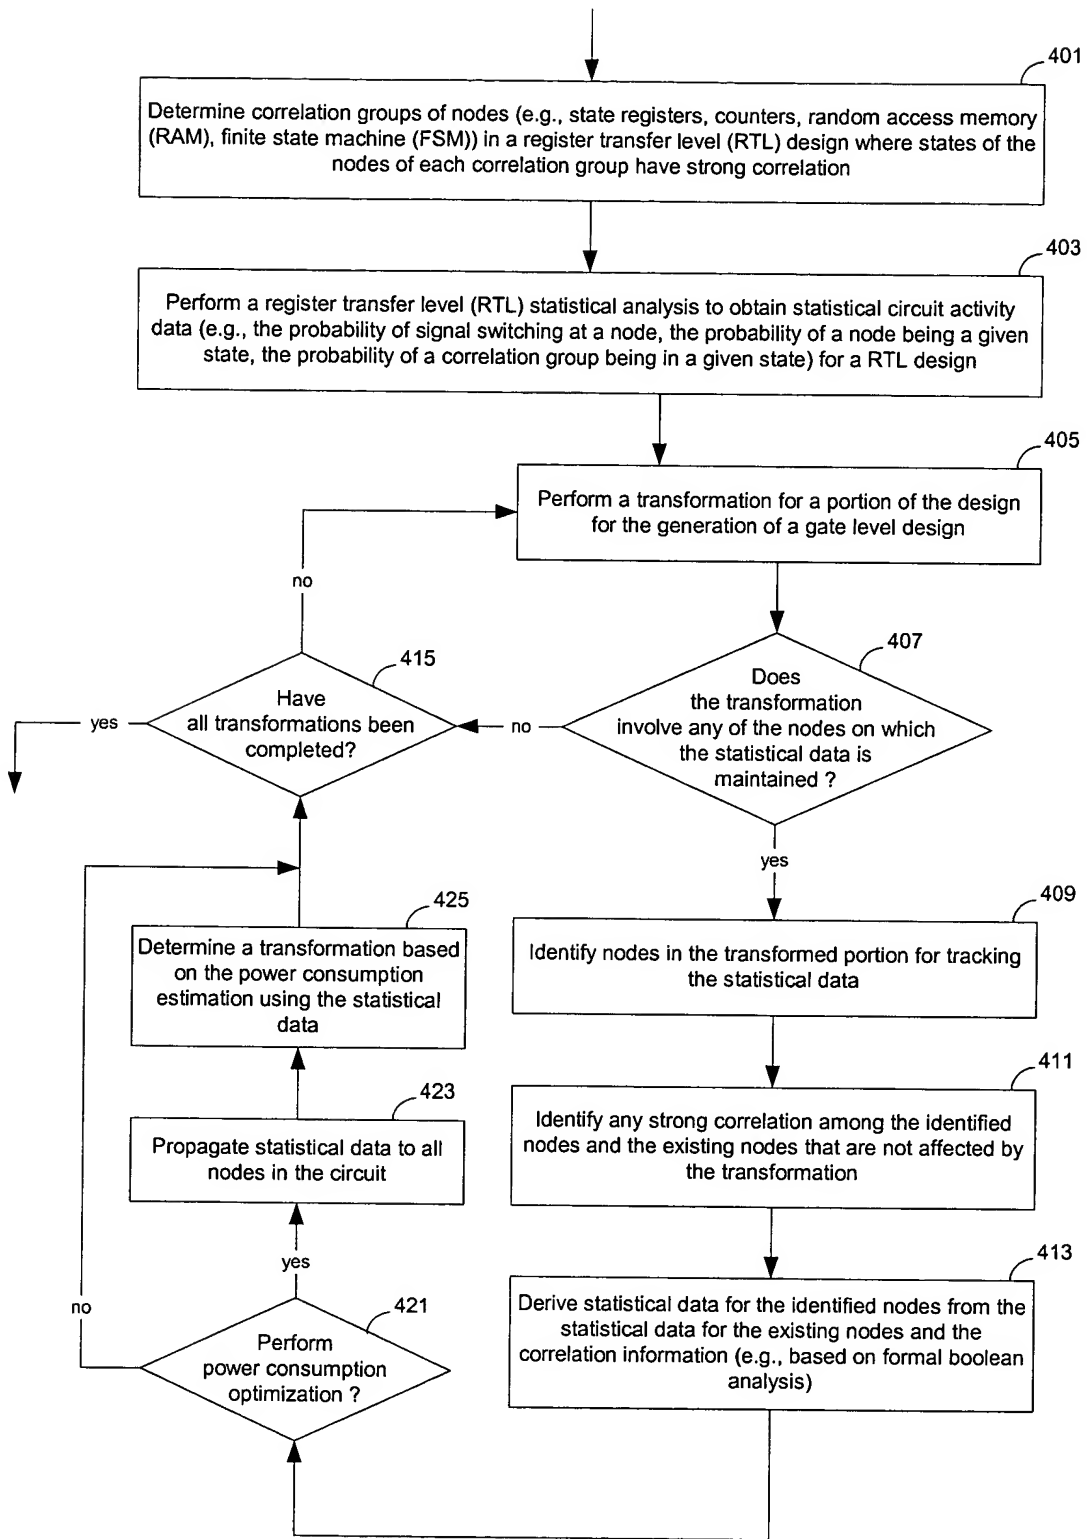 401
Determine correlation groups of nodes (e.g., state registers, counters, random access memory
(RAM), finite state machine (FSM)) in a register transfer level (RTL) design where states of the
nodes of each correlation group have strong correlation
403
Perform a register transfer level (RTL) statistical analysis to obtain statistical circuit activity
data (e.g., the probability of signal switching at a node, the probability of a node being a given
state, the probability of a correlation group being in a given state) for a RTL design
405
Perform a transformation for a portion of the design
for the generation of a gate level design
no
407
Does
the transformation
involve any of the nodes on which
the statistical data is
maintained ?
415
Have
all transformations been
completed?
yes
no
yes
409
Identify nodes in the transformed portion for tracking
the statistical data
425
Determine a transformation based
on the power consumption
estimation using the statistical
data
411
Identify any strong correlation among the identified
nodes and the existing nodes that are not affected by
the transformation
423
Propagate statistical data to all
nodes in the circuit
yes
413
Derive statistical data for the identified nodes from the
statistical data for the existing nodes and the
correlation information (e.g., based on formal boolean
analysis)
no
421
Perform
power consumption
optimization ?